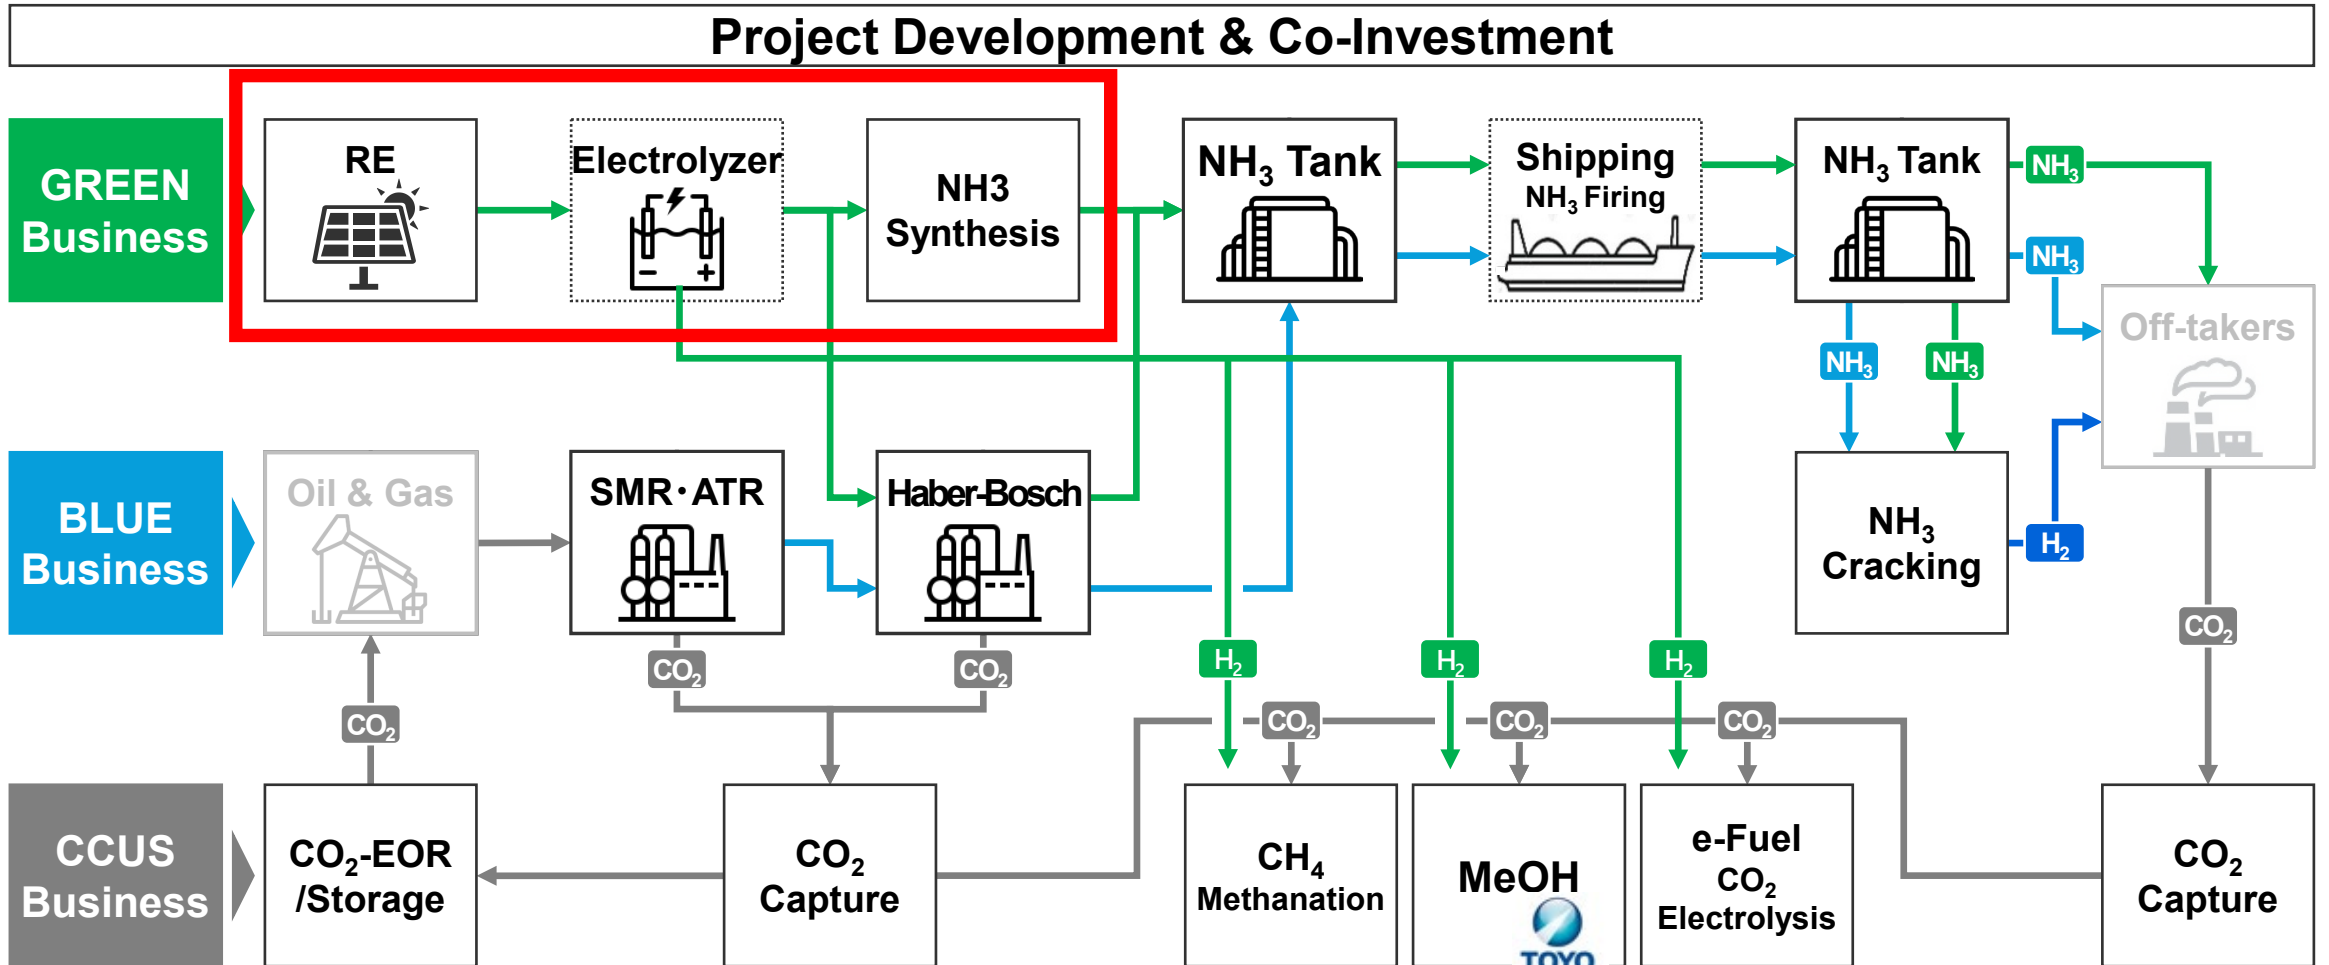 Project Development & Co-Investment
GREEN
Business
RE
Electrolyzer
NH3
Synthesis
NH₃ Tank
Shipping
NH₃ Firing
NH₃ Tank
NH₃
NH₃
Off-takers
NH₃
NH₃
BLUE
Business
Oil & Gas
SMR・ATR
Haber-Bosch
NH₃
Cracking
H₂
CO₂
CO₂
CO₂
H₂
H₂
H₂
CO₂
CO₂
CO₂
CO₂
CCUS
Business
CO₂-EOR
/Storage
CO₂
Capture
CH₄
Methanation
MeOH
TOYO
e-Fuel
CO₂
Electrolysis
CO₂
Capture